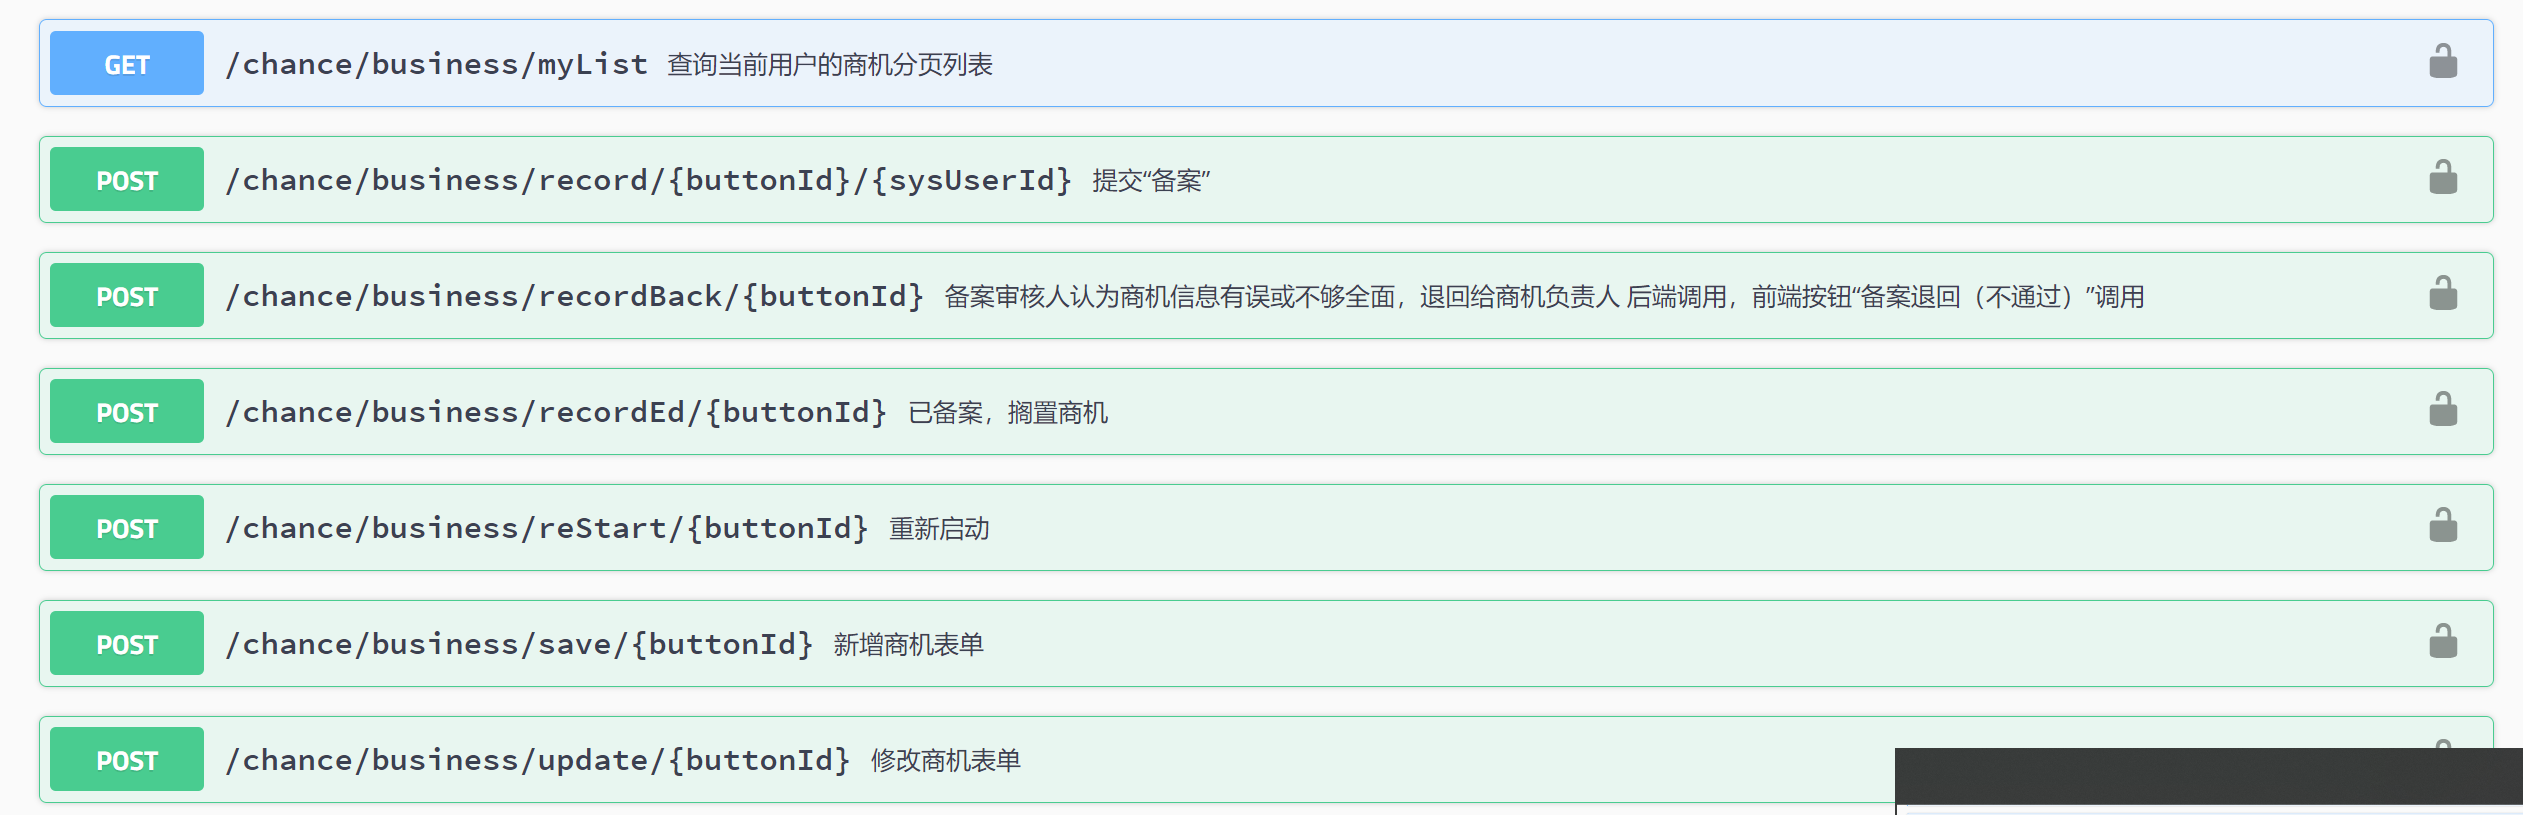 GET /chance/business/myList 查询当前用户的商机分页列表
POST /chance/business/record/{buttonId}/{sysUserId} 提交“备案”
POST /chance/business/recordBack/{buttonId} 备案审核人认为商机信息有误或不够全面，退回给商机负责人 后端调用，前端按钮“备案退回（不通过）”调用
POST /chance/business/recordEd/{buttonId} 已备案，搁置商机
POST /chance/business/reStart/{buttonId} 重新启动
POST /chance/business/save/{buttonId} 新增商机表单
POST /chance/business/update/{buttonId} 修改商机表单